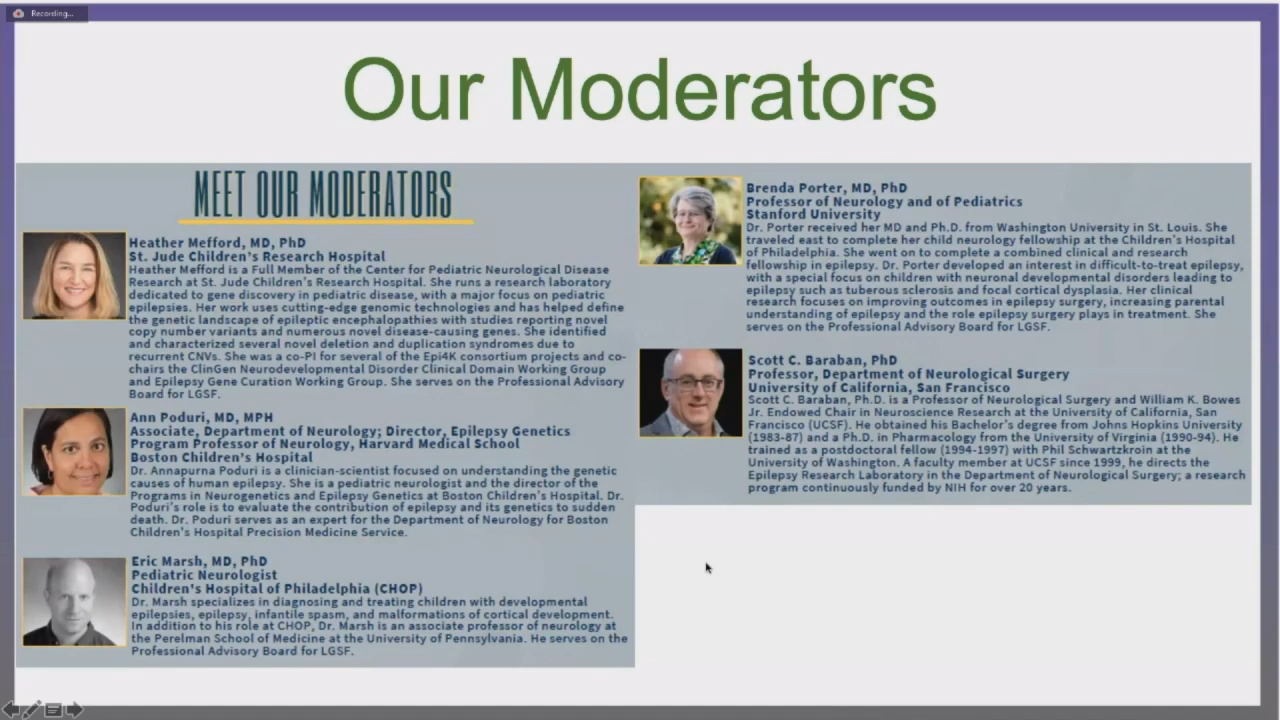 Recording...
Our Moderators
MEET OUR MODERATORS
Heather Mefford, MD, PhD
St. Jude Children's Research Hospital
Heather Mefford is a Full Member of the Center for Pediatric Neurological Disease
Research at St. Jude Children's Research Hospital. She runs a research laboratory
dedicated to gene discovery in pediatric disease, with a major focus on pediatric
epilepsies. Her work uses cutting-edge genomic technologies and has helped define
the genetic landscape of epileptic encephalopathies with studies reporting novel
copy number variants and numerous novel disease-causing genes. She identified
and characterized several novel deletion and duplication syndromes due to
recurrent CNVs. She was a co-PI for several of the Epi4K consortium projects and co-
chairs the ClinGen Neurodevelopmental Disorder Clinical Domain Working Group
and Epilepsy Gene Curation Working Group. She serves on the Professional Advisory
Board for LGSF.
Ann Poduri, MD, MPH
Associate, Department of Neurology; Director, Epilepsy Genetics
Program Professor of Neurology, Harvard Medical School
Boston Children's Hospital
Dr. Annapurna Poduri is a clinician-scientist focused on understanding the genetic
causes of human epilepsy. She is a pediatric neurologist and the director of the
Programs in Neurogenetics and Epilepsy Genetics at Boston Children's Hospital. Dr.
Poduri's role is to evaluate the contribution of epilepsy and its genetics to sudden
death. Dr. Poduri serves as an expert for the Department of Neurology for Boston
Children's Hospital Precision Medicine Service.
Eric Marsh, MD, PhD
Pediatric Neurologist
Children's Hospital of Philadelphia (CHOP)
Dr. Marsh specializes in diagnosing and treating children with developmental
epilepsies, epilepsy, infantile spasm, and malformations of cortical development.
In addition to his role at CHOP, Dr. Marsh is an associate professor of neurology at
the Perelman School of Medicine at the University of Pennsylvania. He serves on the
Professional Advisory Board for LGSF.
Brenda Porter, MD, PhD
Professor of Neurology and of Pediatrics
Stanford University
Dr. Porter received her MD and Ph.D. from Washington University in St. Louis. She
traveled east to complete her child neurology fellowship at the Children's Hospital
of Philadelphia. She went on to complete a combined clinical and research
fellowship in epilepsy. Dr. Porter developed an interest in difficult-to-treat epilepsy,
with a special focus on children with neuronal developmental disorders leading to
epilepsy such as tuberous sclerosis and focal cortical dysplasia. Her clinical
research focuses on improving outcomes in epilepsy surgery, increasing parental
understanding of epilepsy and the role epilepsy surgery plays in treatment. She
serves on the Professional Advisory Board for LGSF.
Scott C. Baraban, PhD
Professor, Department of Neurological Surgery
University of California, San Francisco
Scott C. Baraban, Ph.D. is a Professor of Neurological Surgery and William K. Bowes
Jr. Endowed Chair in Neuroscience Research at the University of California, San
Francisco (UCSF). He obtained his Bachelor's degree from Johns Hopkins University
(1983-87) and a Ph.D. in Pharmacology from the University of Virginia (1990-94). He
trained as a postdoctoral fellow (1994-1997) with Phil Schwartzkroin at the
University of Washington. A faculty member at UCSF since 1999, he directs the
Epilepsy Research Laboratory in the Department of Neurological Surgery; a research
program continuously funded by NIH for over 20 years.